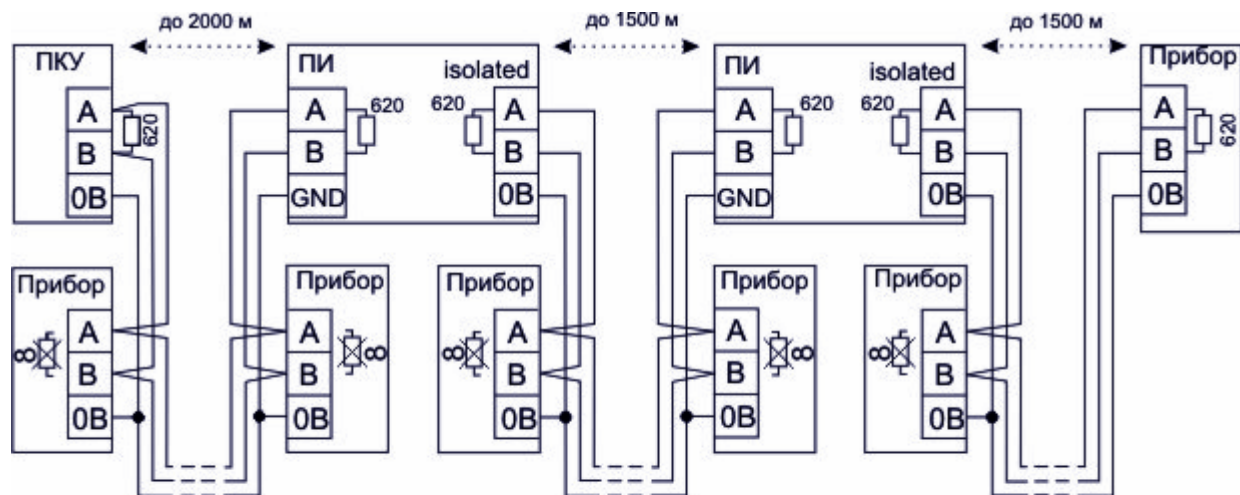 до 2000 м
до 1500 м
до 1500 м
ПКУ
A
B
0B
620
ПИ
A
B
GND
620
isolated
620
A
B
0B
ПИ
A
B
GND
620
isolated
620
A
B
0B
Прибор
A
B
0B
620
Прибор
∞
A
B
0B
Прибор
A
B
0B
∞
Прибор
∞
A
B
0B
Прибор
A
B
0B
∞
Прибор
∞
A
B
0B